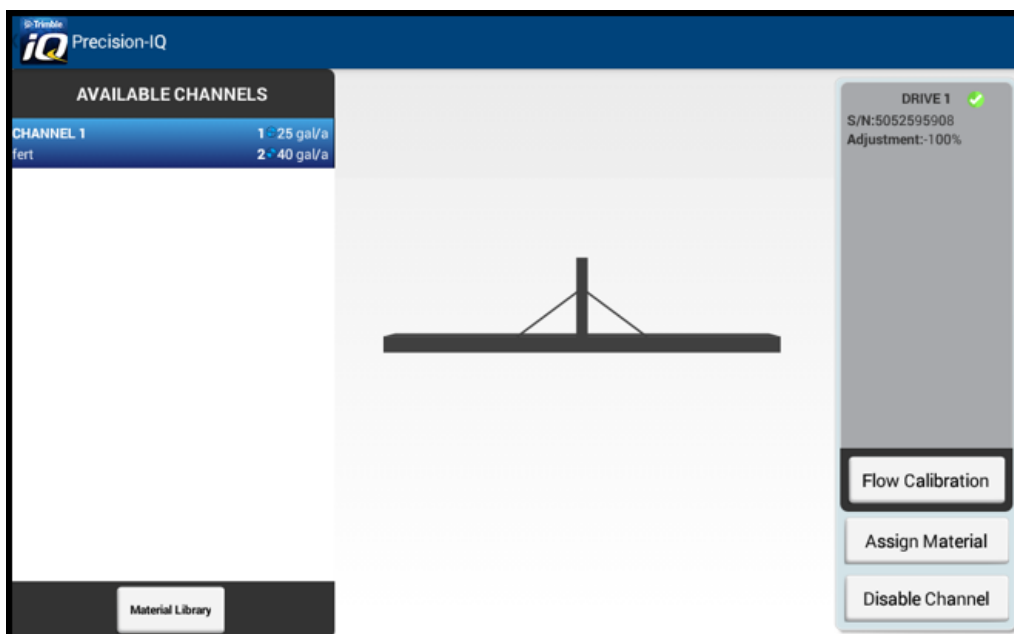 Trimble
iQ Precision-IQ
AVAILABLE CHANNELS
CHANNEL 1 1 25 gal/a
fert 2 40 gal/a
Material Library
DRIVE 1
S/N:5052595908
Adjustment:-100%
Flow Calibration
Assign Material
Disable Channel